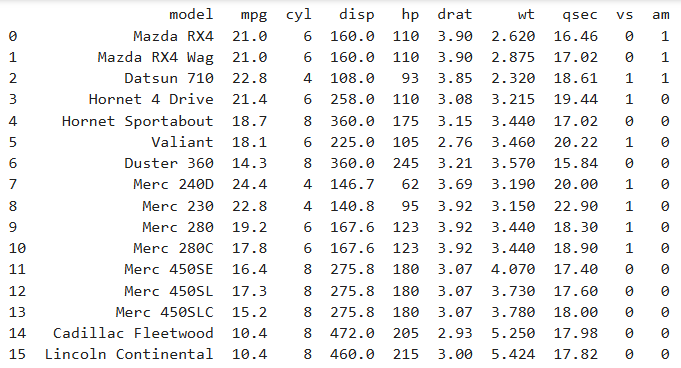 model mpg cyl disp hp drat wt qsec vs am
0 Mazda RX4 21.0 6 160.0 110 3.90 2.620 16.46 0 1
1 Mazda RX4 Wag 21.0 6 160.0 110 3.90 2.875 17.02 0 1
2 Datsun 710 22.8 4 108.0 93 3.85 2.320 18.61 1 1
3 Hornet 4 Drive 21.4 6 258.0 110 3.08 3.215 19.44 1 0
4 Hornet Sportabout 18.7 8 360.0 175 3.15 3.440 17.02 0 0
5 Valiant 18.1 6 225.0 105 2.76 3.460 20.22 1 0
6 Duster 360 14.3 8 360.0 245 3.21 3.570 15.84 0 0
7 Merc 240D 24.4 4 146.7 62 3.69 3.190 20.00 1 0
8 Merc 230 22.8 4 140.8 95 3.92 3.150 22.90 1 0
9 Merc 280 19.2 6 167.6 123 3.92 3.440 18.30 1 0
10 Merc 280C 17.8 6 167.6 123 3.92 3.440 18.90 1 0
11 Merc 450SE 16.4 8 275.8 180 3.07 4.070 17.40 0 0
12 Merc 450SL 17.3 8 275.8 180 3.07 3.730 17.60 0 0
13 Merc 450SLC 15.2 8 275.8 180 3.07 3.780 18.00 0 0
14 Cadillac Fleetwood 10.4 8 472.0 205 2.93 5.250 17.98 0 0
15 Lincoln Continental 10.4 8 460.0 215 3.00 5.424 17.82 0 0